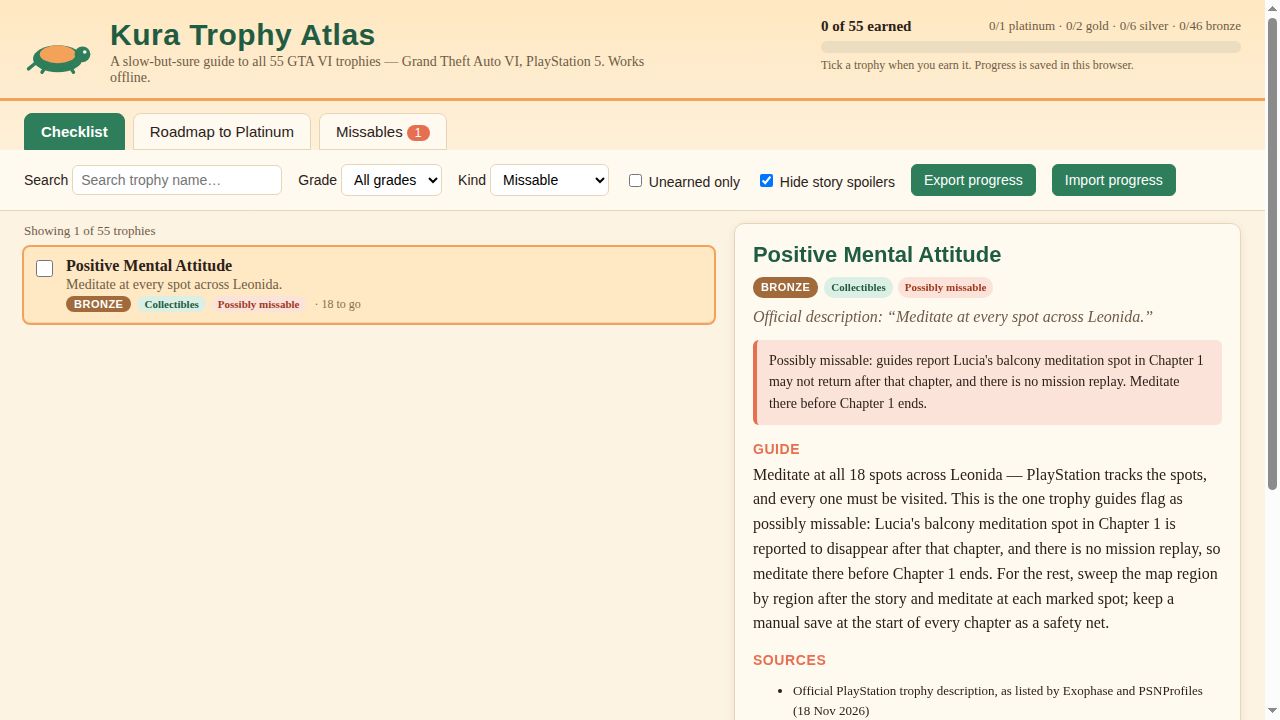 Kura Trophy Atlas
A slow-but-sure guide to all 55 GTA VI trophies — Grand Theft Auto VI, PlayStation 5. Works
offline.
0 of 55 earned
0/1 platinum · 0/2 gold · 0/6 silver · 0/46 bronze
Tick a trophy when you earn it. Progress is saved in this browser.
Checklist
Roadmap to Platinum
Missables 1
Search
Search trophy name…
Grade
All grades
Kind
Missable
Unearned only
Hide story spoilers
Export progress
Import progress
Showing 1 of 55 trophies
Positive Mental Attitude
Meditate at every spot across Leonida.
BRONZE Collectibles Possibly missable · 18 to go
Positive Mental Attitude
BRONZE Collectibles Possibly missable
Official description: “Meditate at every spot across Leonida.”
Possibly missable: guides report Lucia's balcony meditation spot in Chapter 1
may not return after that chapter, and there is no mission replay. Meditate
there before Chapter 1 ends.
GUIDE
Meditate at all 18 spots across Leonida — PlayStation tracks the spots,
and every one must be visited. This is the one trophy guides flag as
possibly missable: Lucia's balcony meditation spot in Chapter 1 is
reported to disappear after that chapter, and there is no mission replay, so
meditate there before Chapter 1 ends. For the rest, sweep the map region
by region after the story and meditate at each marked spot; keep a
manual save at the start of every chapter as a safety net.
SOURCES
Official PlayStation trophy description, as listed by Exophase and PSNProfiles
(18 Nov 2026)